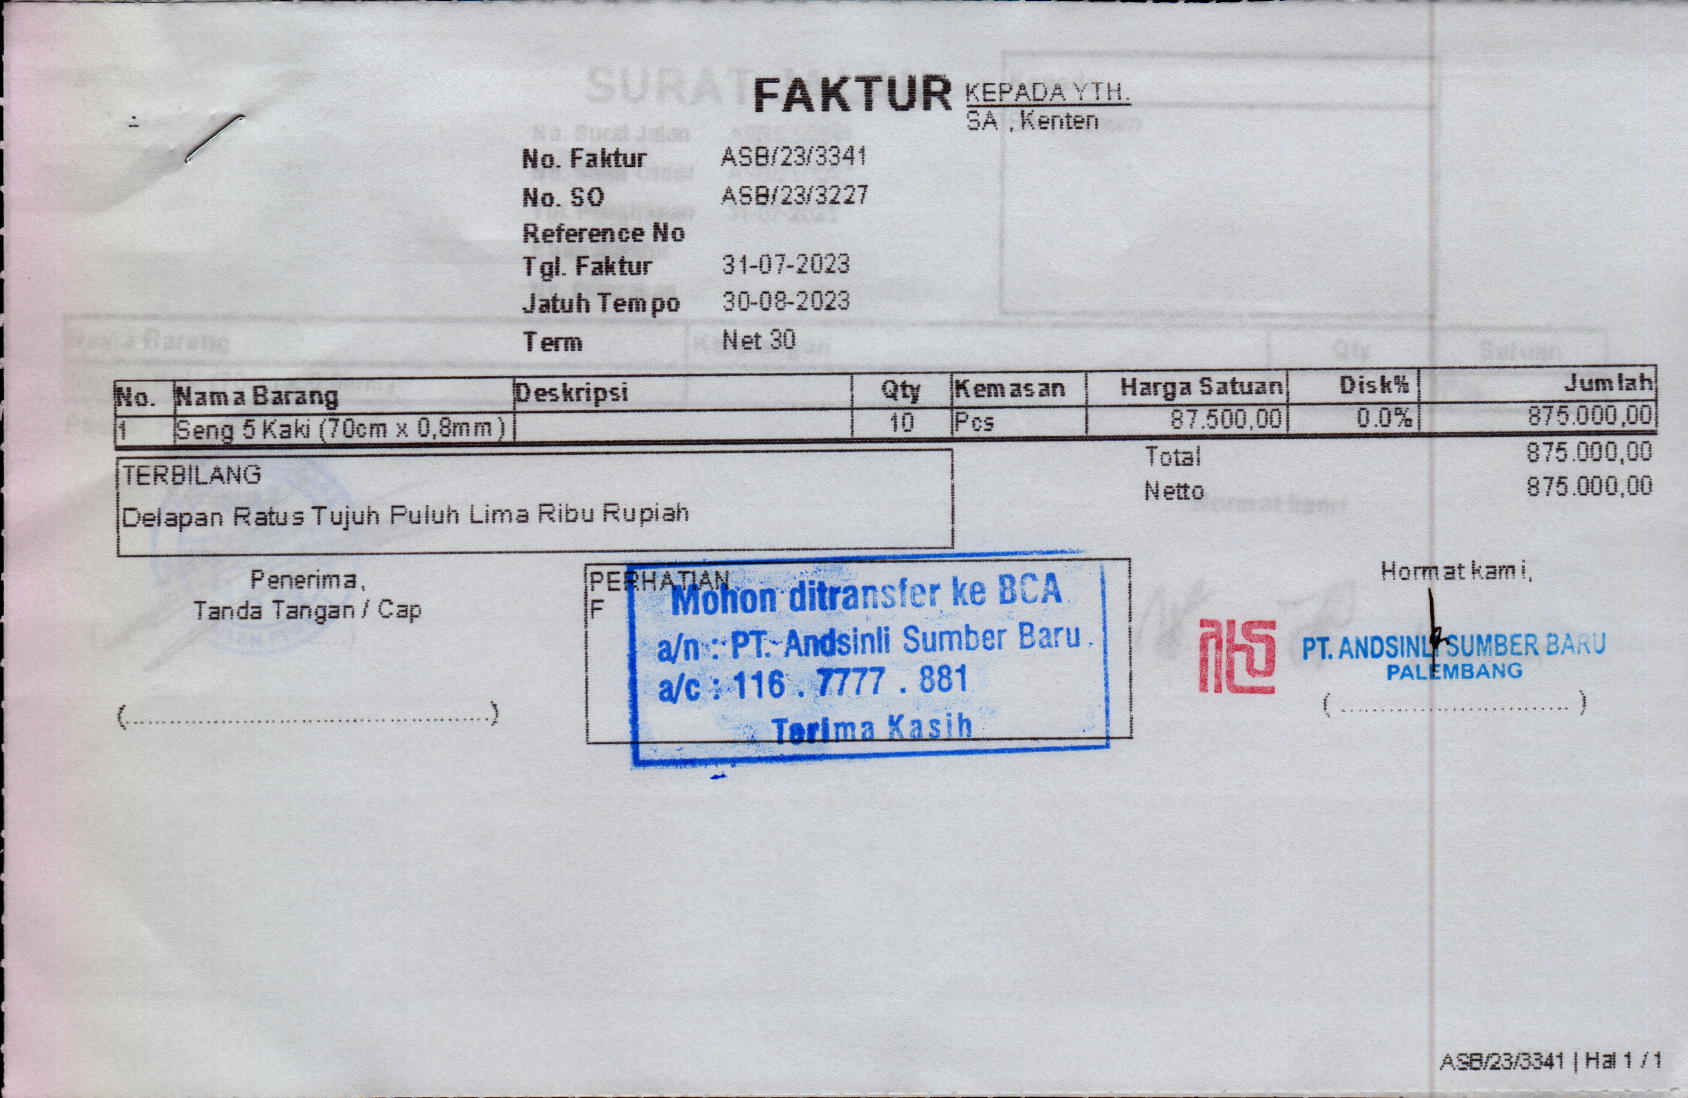 FAKTUR
KEPADA YTH.
SA , Kenten
No. Faktur ASB/23/3341
No. SO ASB/23/3227
Reference No
Tgl. Faktur 31-07-2023
Jatuh Tempo 30-08-2023
Term Net 30
No. Nama Barang Deskripsi Qty Kemasan Harga Satuan Disk% Jumlah
1 Seng 5 Kaki (70cm x 0,8mm) 10 Pcs 87.500,00 0.0% 875.000,00
Total 875.000,00
Netto 875.000,00
TERBILANG
Delapan Ratus Tujuh Puluh Lima Ribu Rupiah
Penerima,
Tanda Tangan / Cap
(................................................)
PERHATIAN
F
Mohon ditransfer ke BCA
a/n : PT. Andsinli Sumber Baru.
a/c : 116 . 7777 . 881
Terima Kasih
Hormat kami,
PT. ANDSINLI SUMBER BARU
PALEMBANG
( .............................. )
ASB/23/3341 | Hal 1 / 1